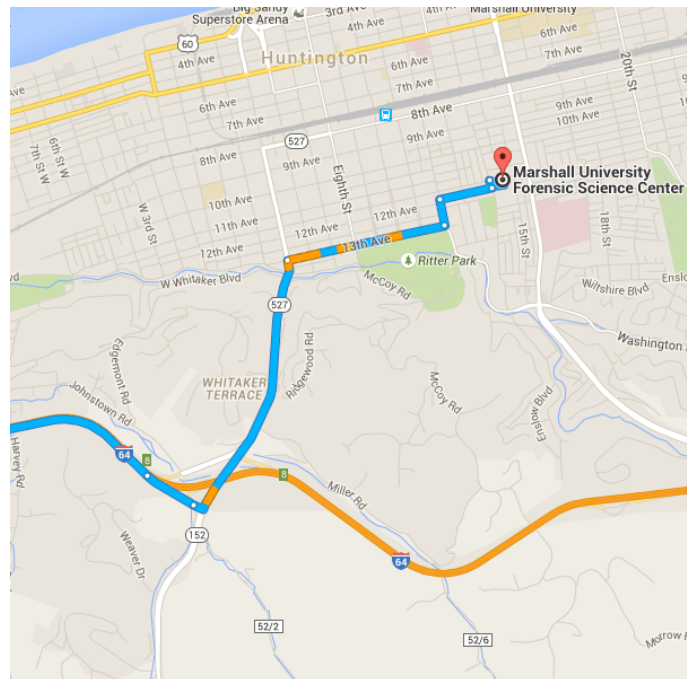 Big Sandy
Superstore Arena
Marshall University
60
4th Ave
4th Ave
Huntington
6th Ave
6th Ave
20th St
6th Ave
7th Ave
7th Ave
8th Ave
9th Ave
10th Ave
6th St W
7th St W
8th Ave
527
9th Ave
9th Ave
Eighth St
Marshall University
Forensic Science Center
10th Ave
11th Ave
12th Ave
12th Ave
12th Ave
13th Ave
W 3rd St
15th St
18th St
Ritter Park
W Whitaker Blvd
McCoy Rd
Wiltshire Blvd
Enslo
527
Washington
Edgemont Rd
Johnstown Rd
WHITAKER
TERRACE
Ridgewood Rd
McCoy Rd
Enslow Blvd
Harvey Rd
64
8
8
Miller Rd
152
Weaver Dr
64
52/2
52/6
Morrow R